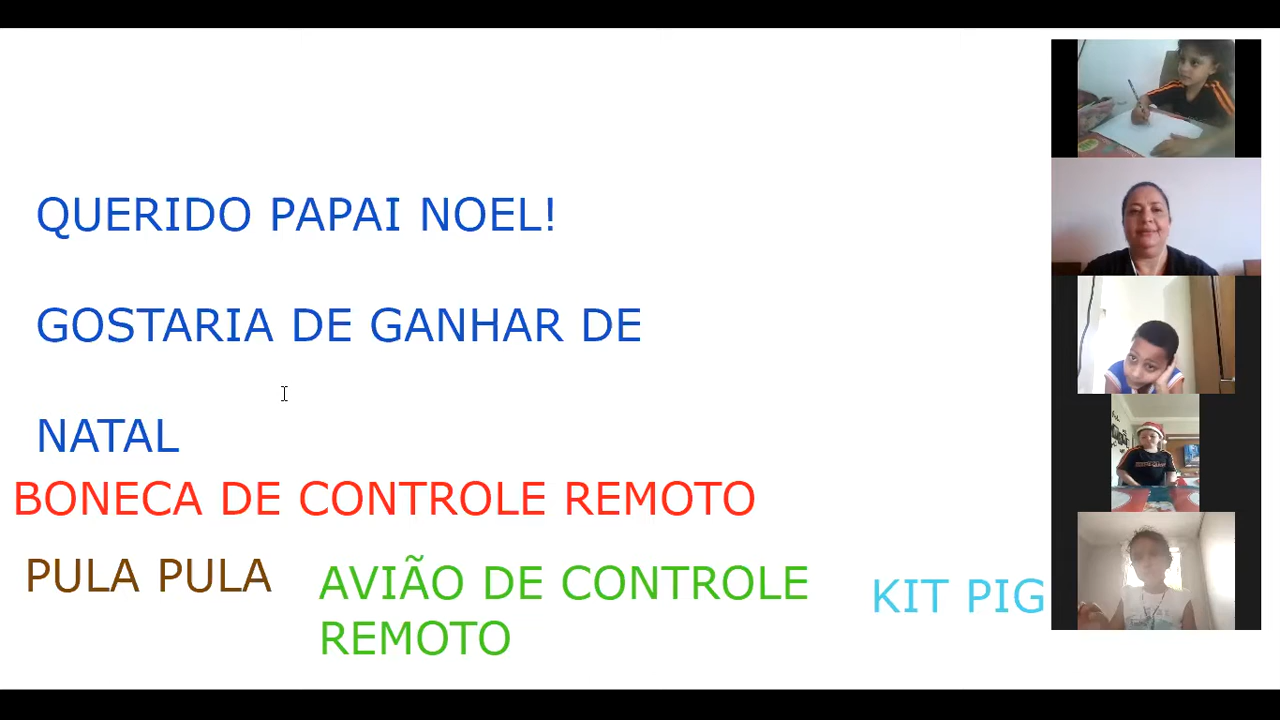 QUERIDO PAPAI NOEL!
GOSTARIA DE GANHAR DE
NATAL
BONECA DE CONTROLE REMOTO
PULA PULA
AVIÃO DE CONTROLE
REMOTO
KIT PIG